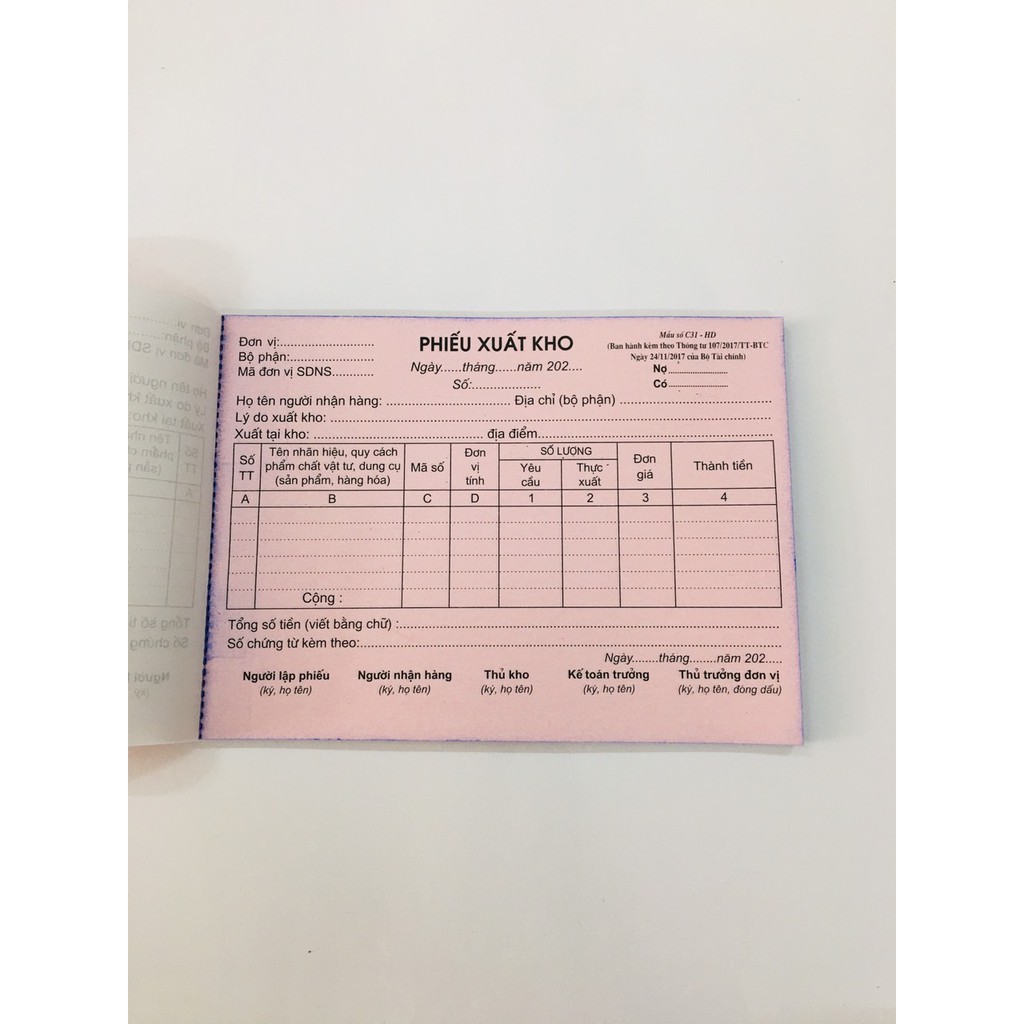 Đơn vị:..........................
Bộ phận:.......................
Mã đơn vị SDNS............
PHIẾU XUẤT KHO
Ngày......tháng......năm 202....
Số:...................
Mẫu số C31 - HD
(Ban hành kèm theo Thông tư 107/2017/TT-BTC
Ngày 24/11/2017 của Bộ Tài chính)
Nợ ........................
Có ........................
Họ tên người nhận hàng: .................................. Địa chỉ (bộ phận) ..........................................
Lý do xuất kho: ..........................................................................................................................
Xuất tại kho: ............................................... địa điểm................................................................
Số TT
Tên nhãn hiệu, quy cách phẩm chất vật tư, dung cụ (sản phẩm, hàng hóa)
Mã số
Đơn vị tính
SỐ LƯỢNG
Yêu cầu
Thực xuất
Đơn giá
Thành tiền
A B C D 1 2 3 4
Cộng :
Tổng số tiền (viết bằng chữ) :.........................................................................................................
Số chứng từ kèm theo:....................................................................................................................
Ngày.......tháng.......năm 202.....
Người lập phiếu Người nhận hàng Thủ kho Kế toán trưởng Thủ trưởng đơn vị
(ký, họ tên) (ký, họ tên) (ký, họ tên) (ký, họ tên) (ký, họ tên, đóng dấu)